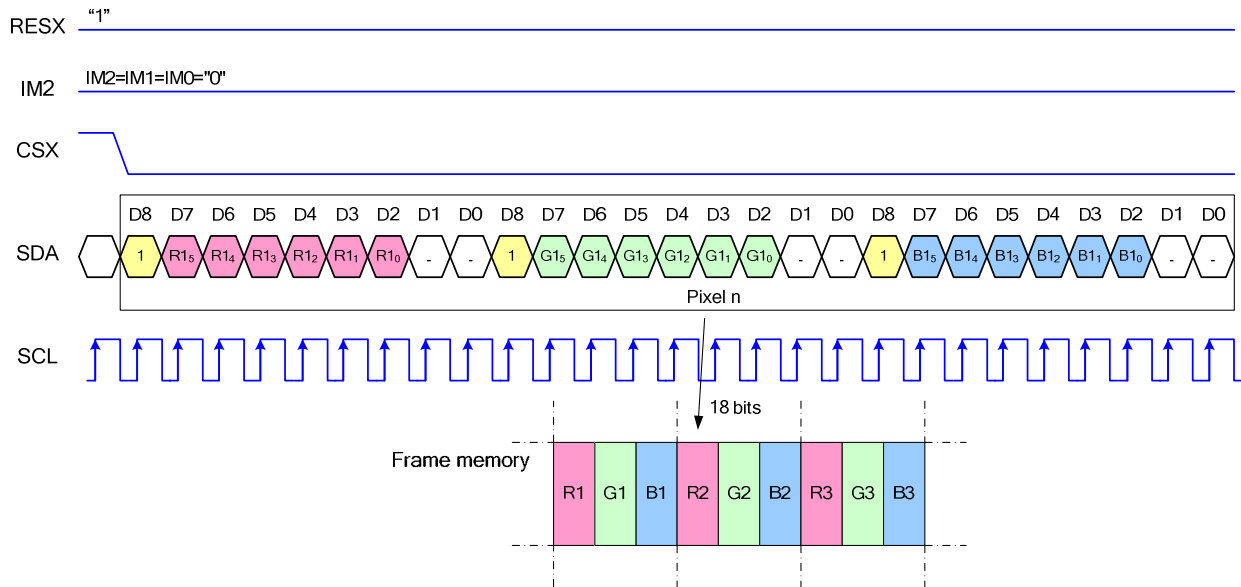 RESX “1”
IM2 IM2=IM1=IM0="0"
CSX
D8 D7 D6 D5 D4 D3 D2 D1 D0 D8 D7 D6 D5 D4 D3 D2 D1 D0 D8 D7 D6 D5 D4 D3 D2 D1 D0
SDA 1 R15 R14 R13 R12 R11 R10 - - 1 G15 G14 G13 G12 G11 G10 - - 1 B15 B14 B13 B12 B11 B10 - -
Pixel n
SCL
18 bits
Frame memory
R1 G1 B1 R2 G2 B2 R3 G3 B3